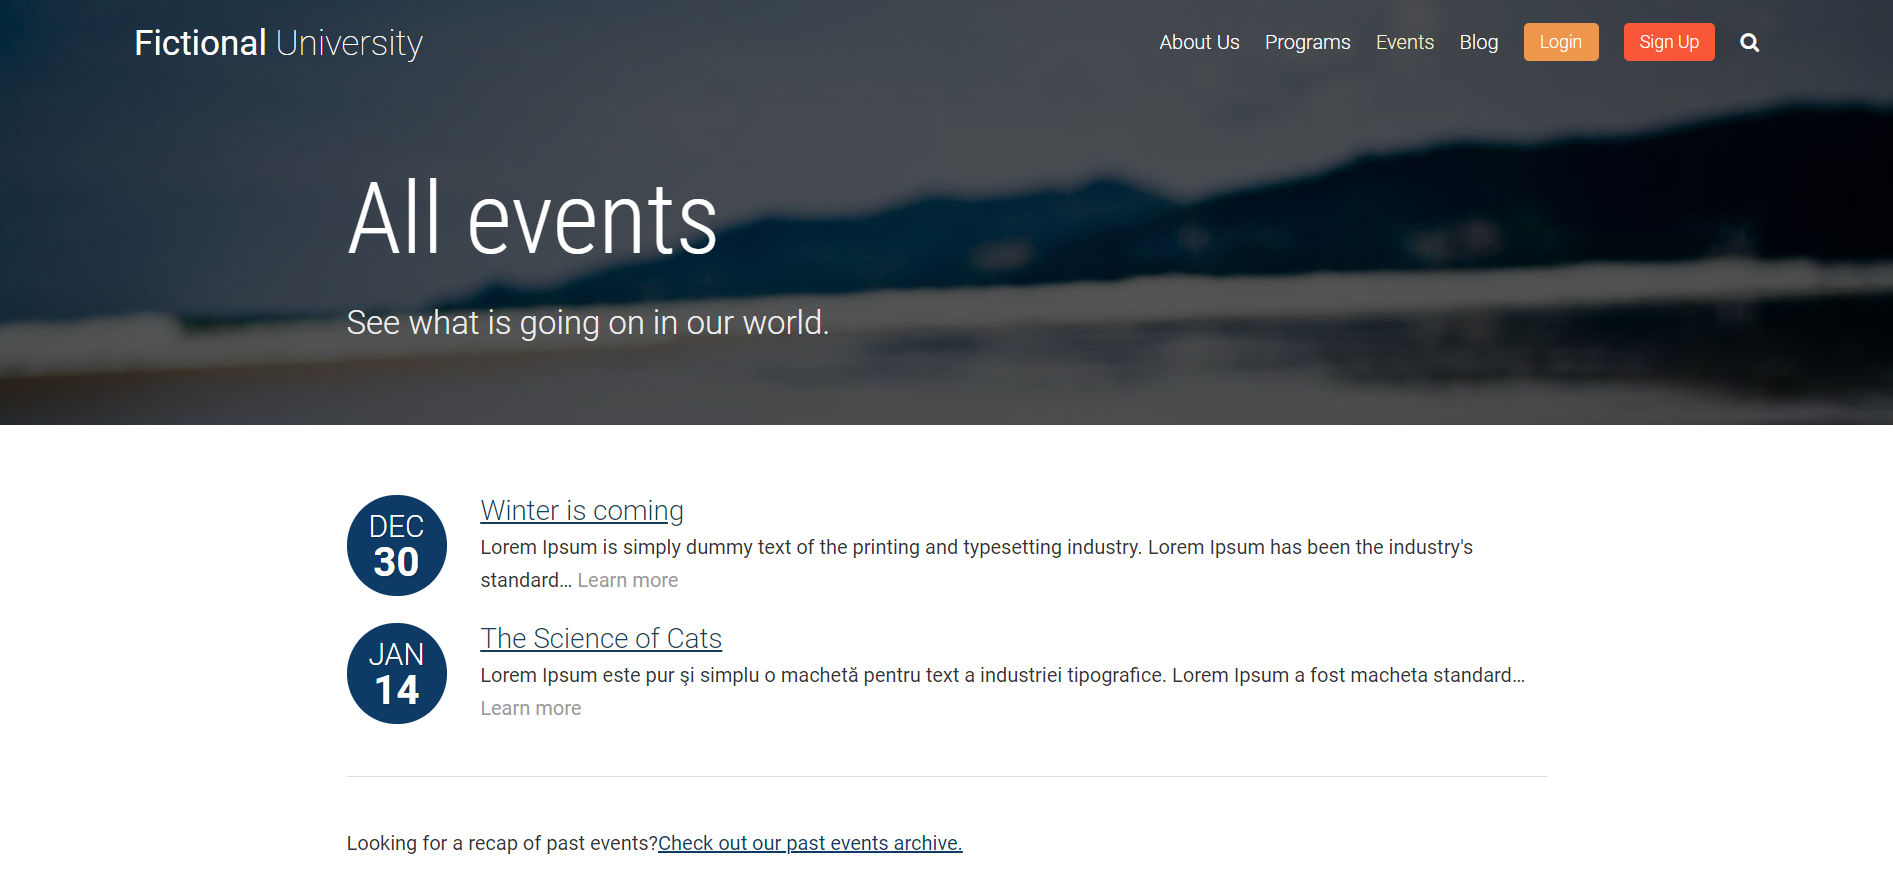 Fictional University
About Us Programs Events Blog Login Sign Up
All events
See what is going on in our world.
DEC
30
Winter is coming
Lorem Ipsum is simply dummy text of the printing and typesetting industry. Lorem Ipsum has been the industry's
standard... Learn more
JAN
14
The Science of Cats
Lorem Ipsum este pur şi simplu o machetă pentru text a industriei tipografice. Lorem Ipsum a fost macheta standard...
Learn more
Looking for a recap of past events?Check out our past events archive.